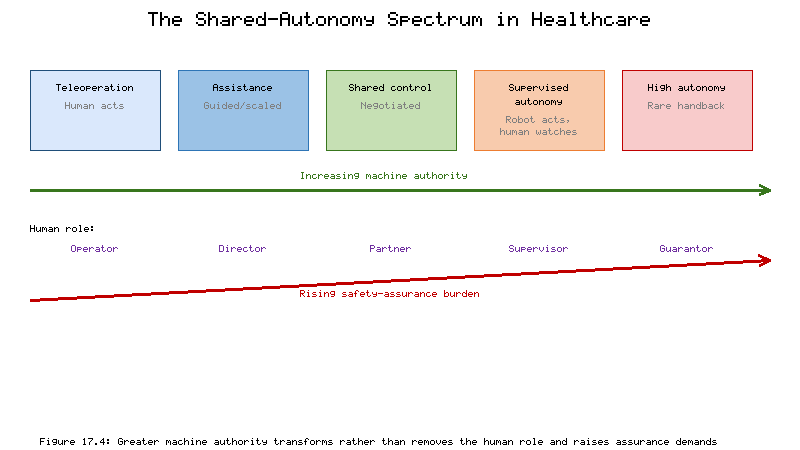 The Shared-Autonomy Spectrum in Healthcare
Teleoperation
Human acts
Assistance
Guided/scaled
Shared control
Negotiated
Supervised
autonomy
Robot acts,
human watches
High autonomy
Rare handback
Increasing machine authority
Human role:
Operator
Director
Partner
Supervisor
Guarantor
Rising safety-assurance burden
Figure 17.4: Greater machine authority transforms rather than removes the human role and raises assurance demands